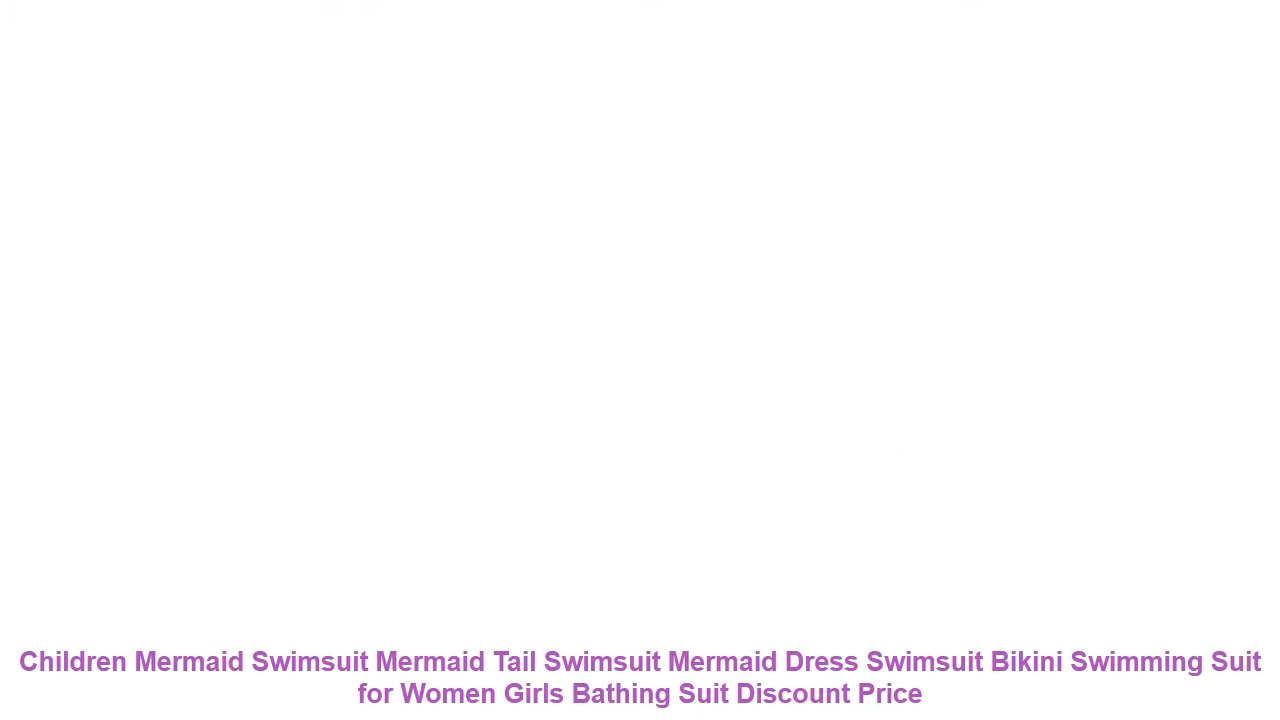 Children Mermaid Swimsuit Mermaid Tail Swimsuit Mermaid Dress Swimsuit Bikini Swimming Suit
for Women Girls Bathing Suit Discount Price